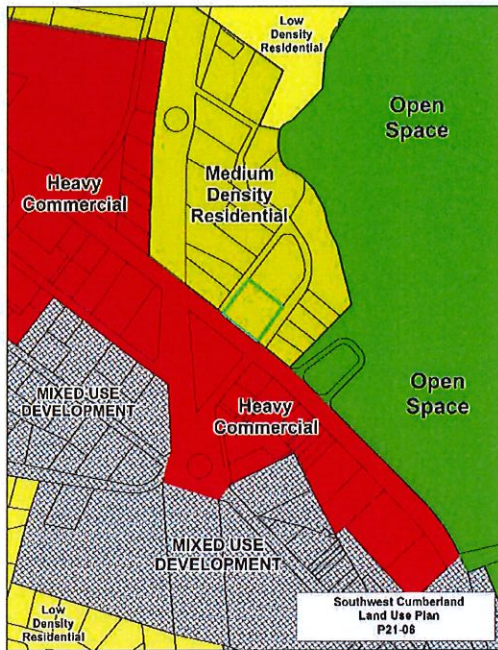 Low
Density
Residential
Open
Space
Medium
Density
Residential
Heavy
Commercial
MIXED USE
DEVELOPMENT
Heavy
Commercial
Open
Space
MIXED USE
DEVELOPMENT
Low
Density
Residential
Southwest Cumberland
Land Use Plan
P21-06